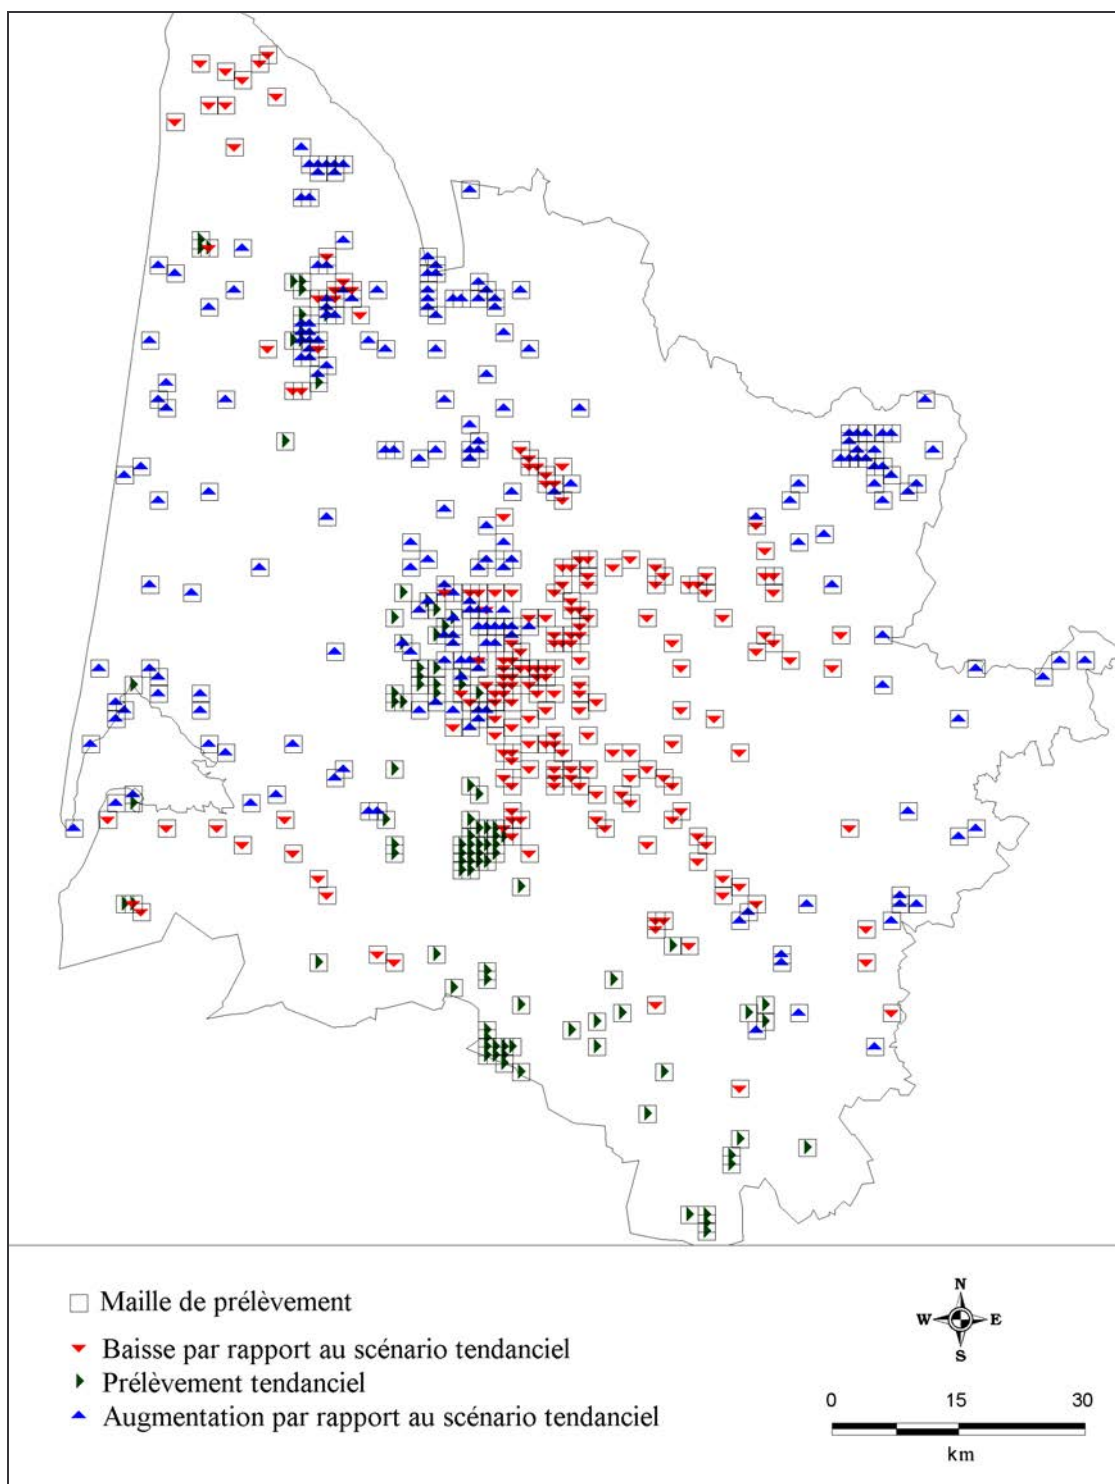 Maille de prélèvement
Baisse par rapport au scénario tendanciel
Prélèvement tendanciel
Augmentation par rapport au scénario tendanciel
N
W E
S
0 15 30
km